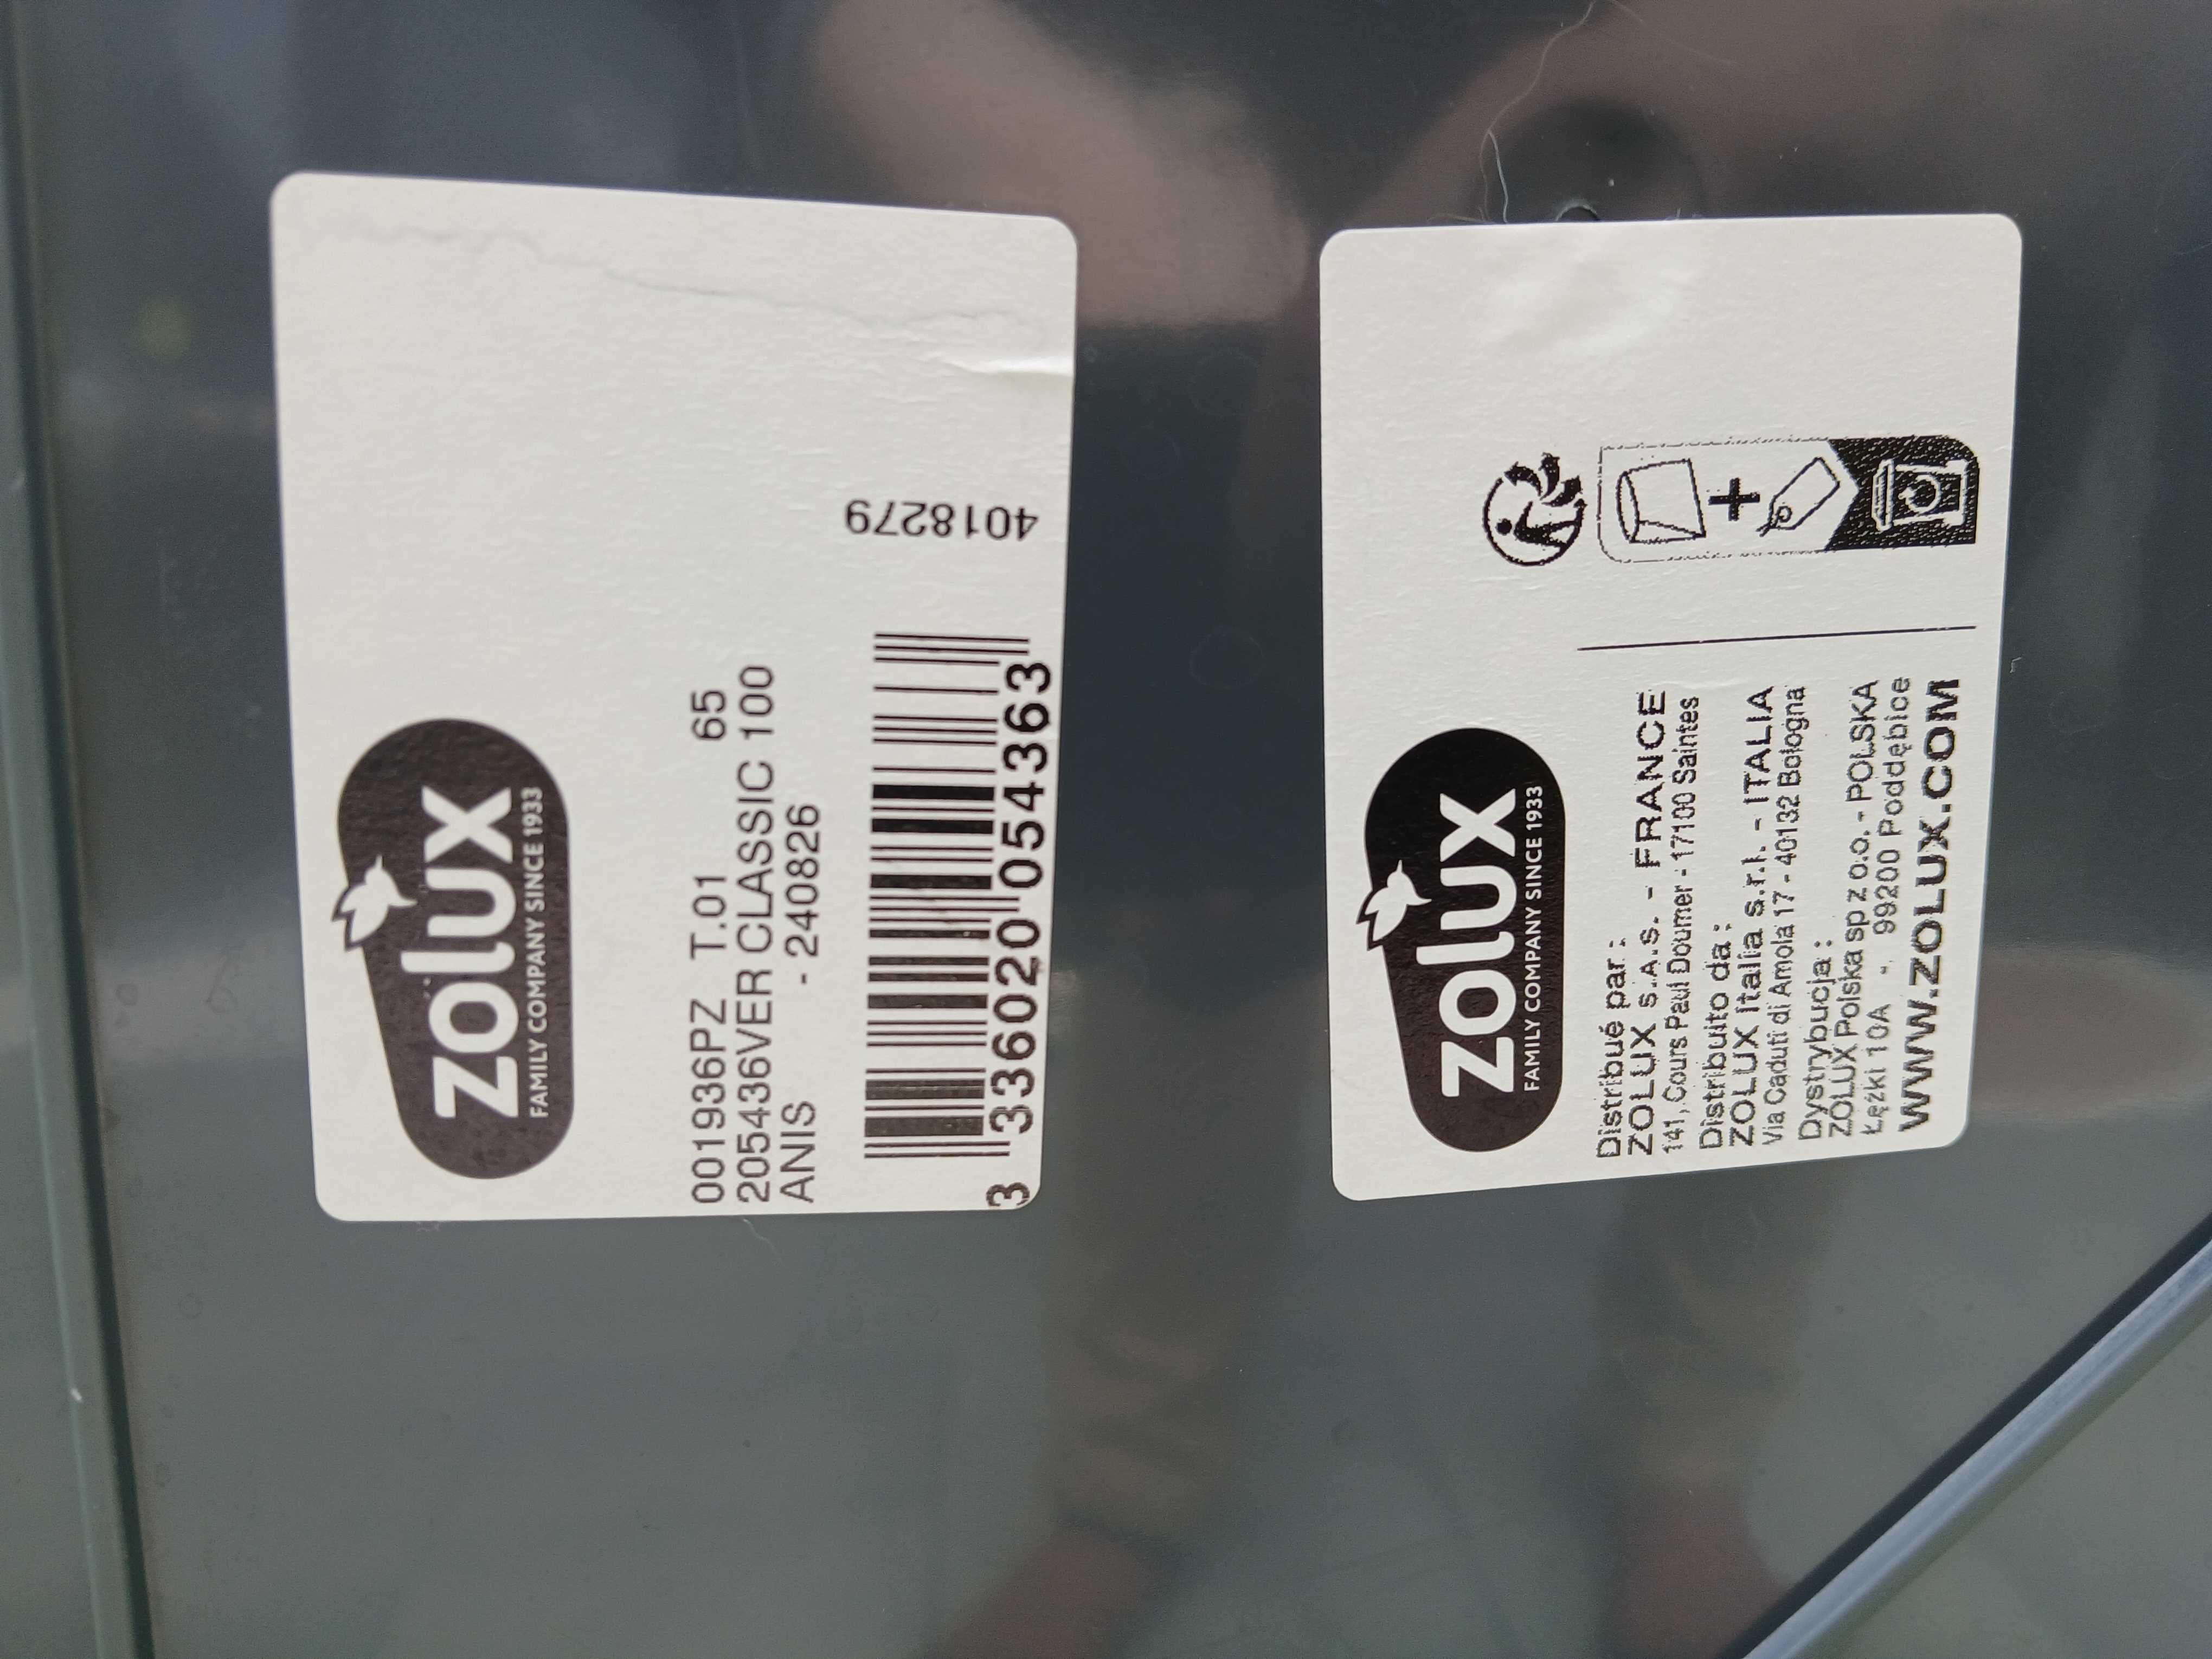 zolux
FAMILY COMPANY SINCE 1933
001936PZ T.01 65
205436VER CLASSIC 100
ANIS - 240826
3 336020 054363
4018279
zolux
FAMILY COMPANY SINCE 1933
Distribué par :
ZOLUX s.a.s. - FRANCE
141, Cours Paul Doumer - 17100 Saintes
Distribuito da :
ZOLUX Italia s.r.l. - ITALIA
Via Caduti di Amola 17 - 40132 Bologna
Dystrybucja :
ZOLUX Polska sp z o.o. - POLSKA
Łężki 10A - 99200 Poddębice
WWW.ZOLUX.COM